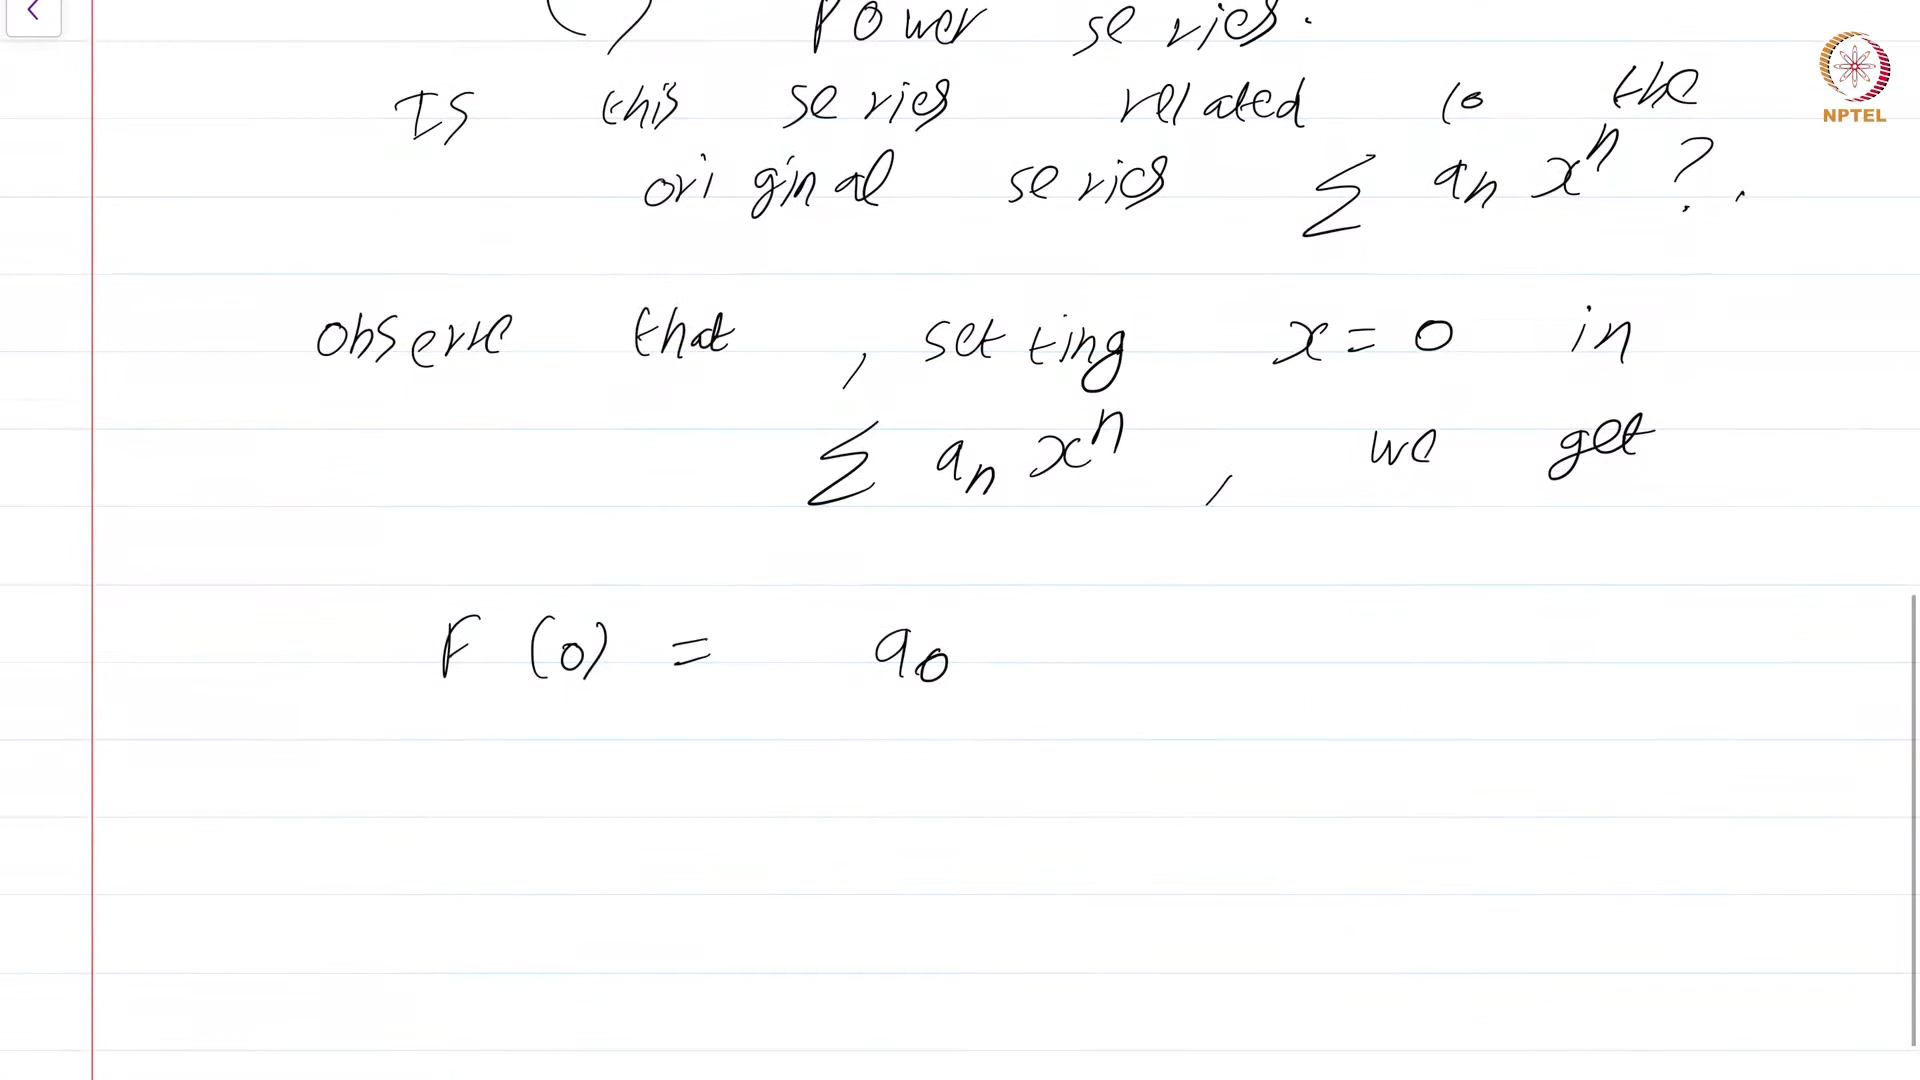 Power series.
Is this series related to the
NPTEL
original series ∑ aₙ xⁿ ?.
observe that , setting x = 0 in
∑ aₙ xⁿ , we get
F (0) = a₀